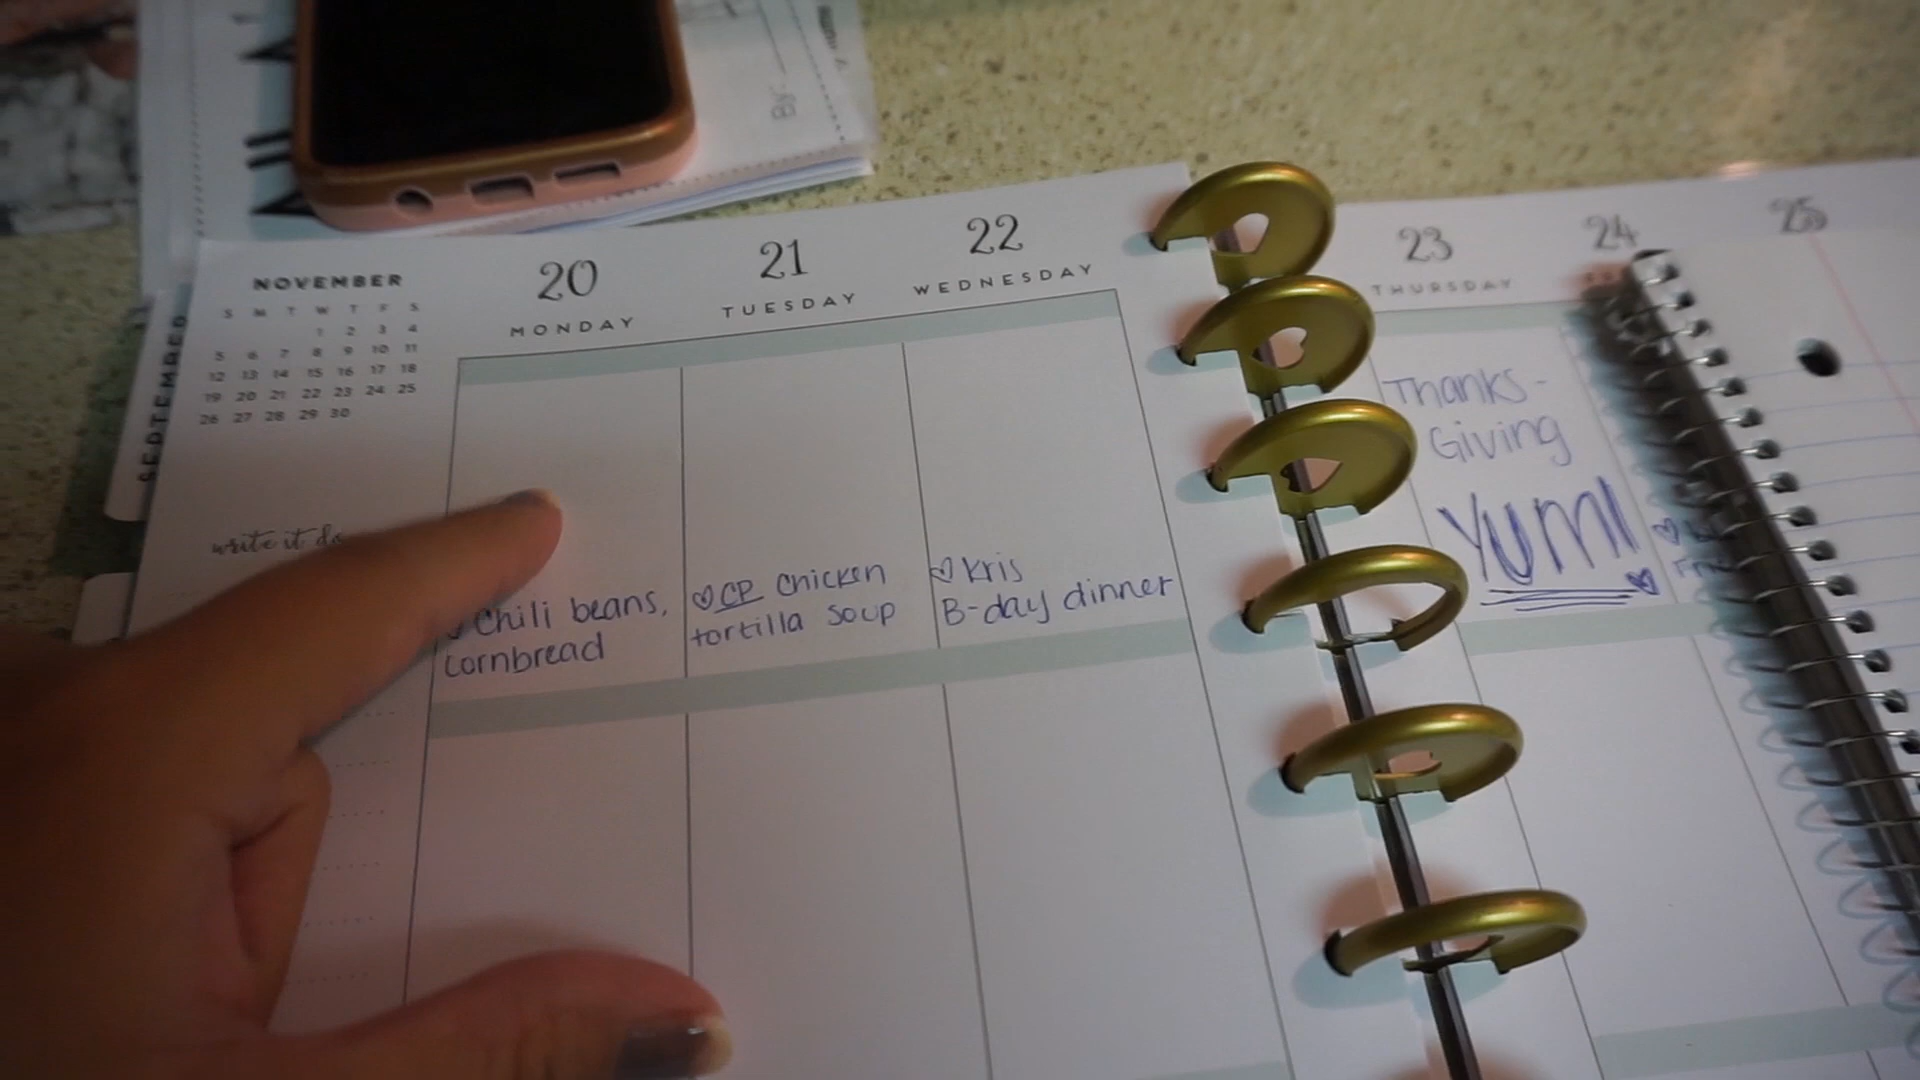 NOVEMBER
S M T W T F S
1 2 3 4
5 6 7 8 9 10 11
12 13 14 15 16 17 18
19 20 21 22 23 24 25
26 27 28 29 30
SEPTEMBER
write it
20
MONDAY
Chili beans,
cornbread
21
TUESDAY
CP Chicken
tortilla soup
22
WEDNESDAY
Kris
B-day dinner
23
THURSDAY
Thanks-
Giving
YUM!
24
25